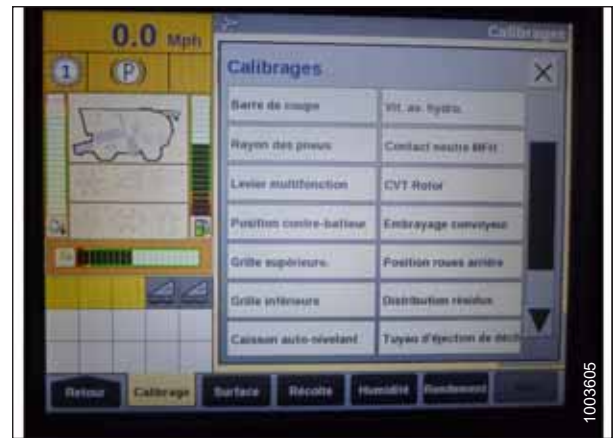 0.0 Mph
Calibrages
1
P
Calibrages
Barre de coupe
Vit. av. hydro.
Rayon des pneus
Contact neutre MFH
Levier multifonction
CVT Rotor
Position contre-batteur
Embrayage convoyeur
Grille supérieure.
Position roues arrière
Grille inférieure
Distribution résidus
Caisson auto-nivelant
Tuyau d'éjection de déch
Retour
Calibrage
Surface
Récolte
Humidité
Rendement
1003605